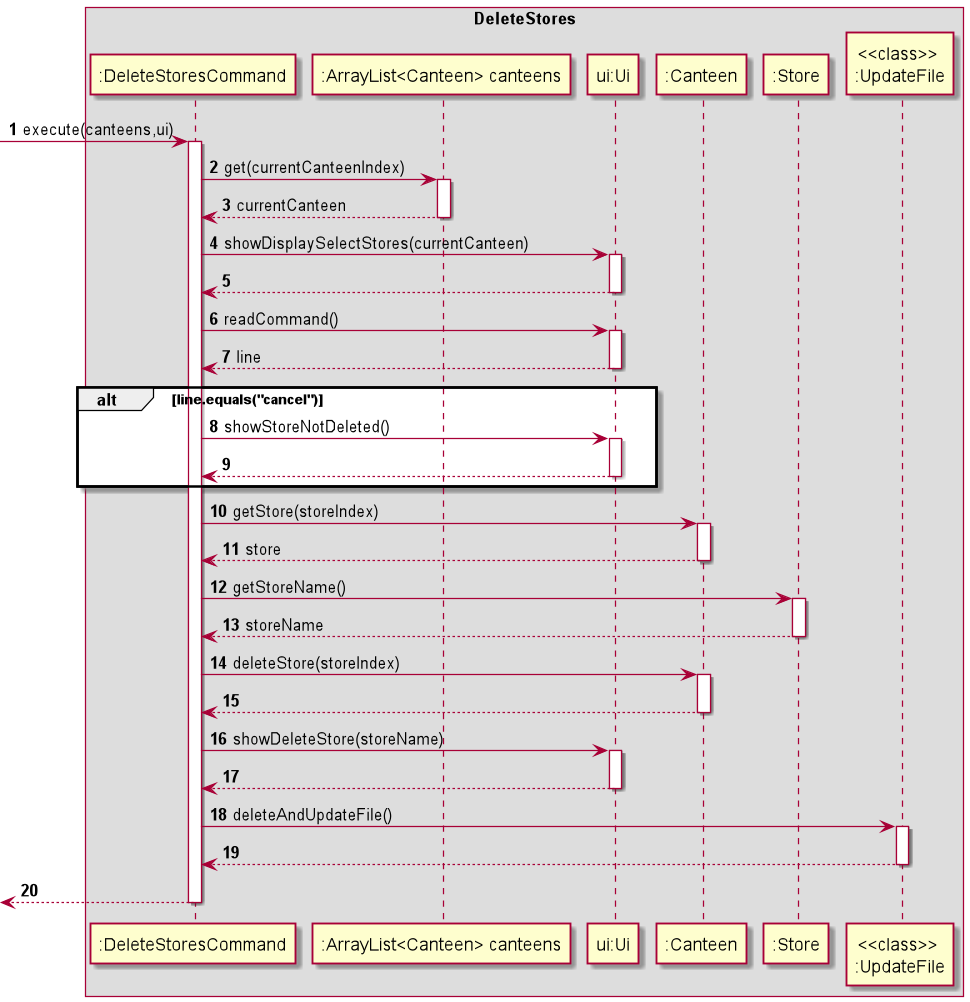 DeleteStores
:DeleteStoresCommand
:ArrayList<Canteen> canteens
ui:Ui
:Canteen
:Store
<<class>>
:UpdateFile
1 execute(canteens,ui)
2 get(currentCanteenIndex)
3 currentCanteen
4 showDisplaySelectStores(currentCanteen)
5
6 readCommand()
7 line
alt [line.equals("cancel")]
8 showStoreNotDeleted()
9
10 getStore(storeIndex)
11 store
12 getStoreName()
13 storeName
14 deleteStore(storeIndex)
15
16 showDeleteStore(storeName)
17
18 deleteAndUpdateFile()
19
20
:DeleteStoresCommand
:ArrayList<Canteen> canteens
ui:Ui
:Canteen
:Store
<<class>>
:UpdateFile